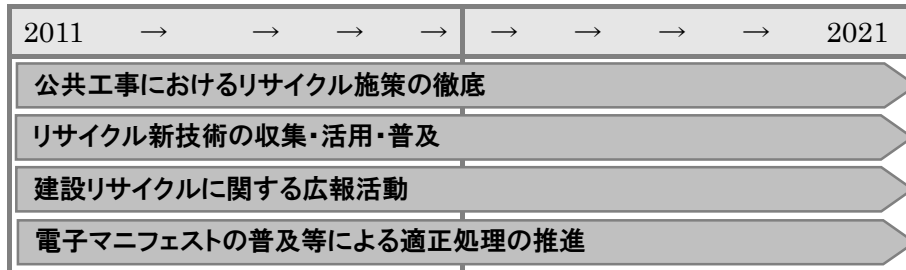 2011 → → → → → → → → 2021
公共工事におけるリサイクル施策の徹底
リサイクル新技術の収集・活用・普及
建設リサイクルに関する広報活動
電子マニフェストの普及等による適正処理の推進